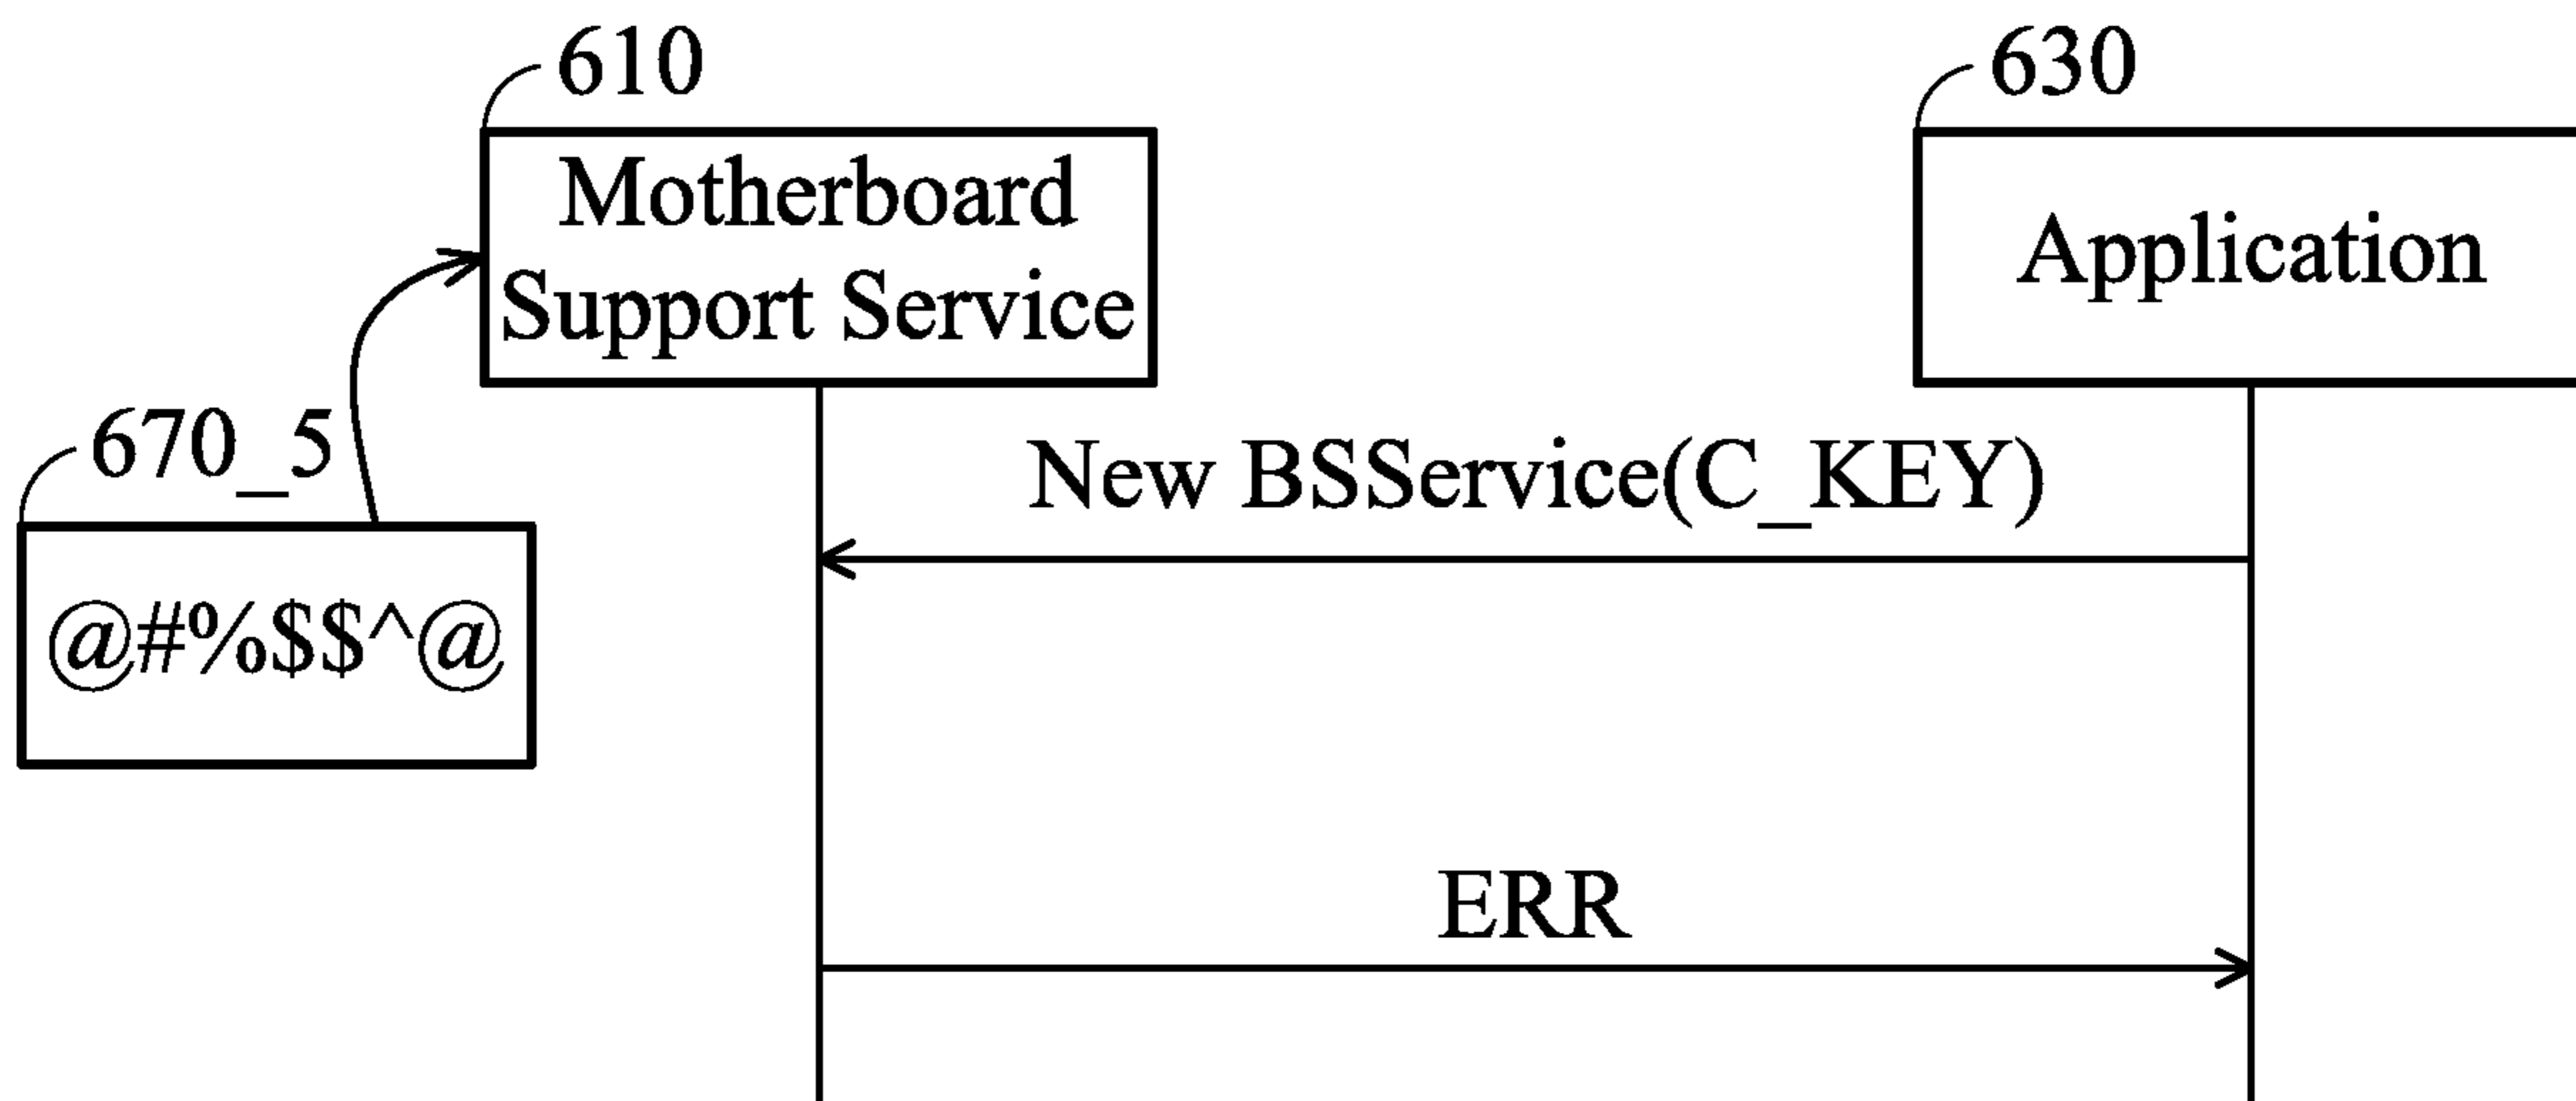 610
630
Motherboard
Support Service
Application
670_5
New BSService(C_KEY)
@#%$$^@
ERR